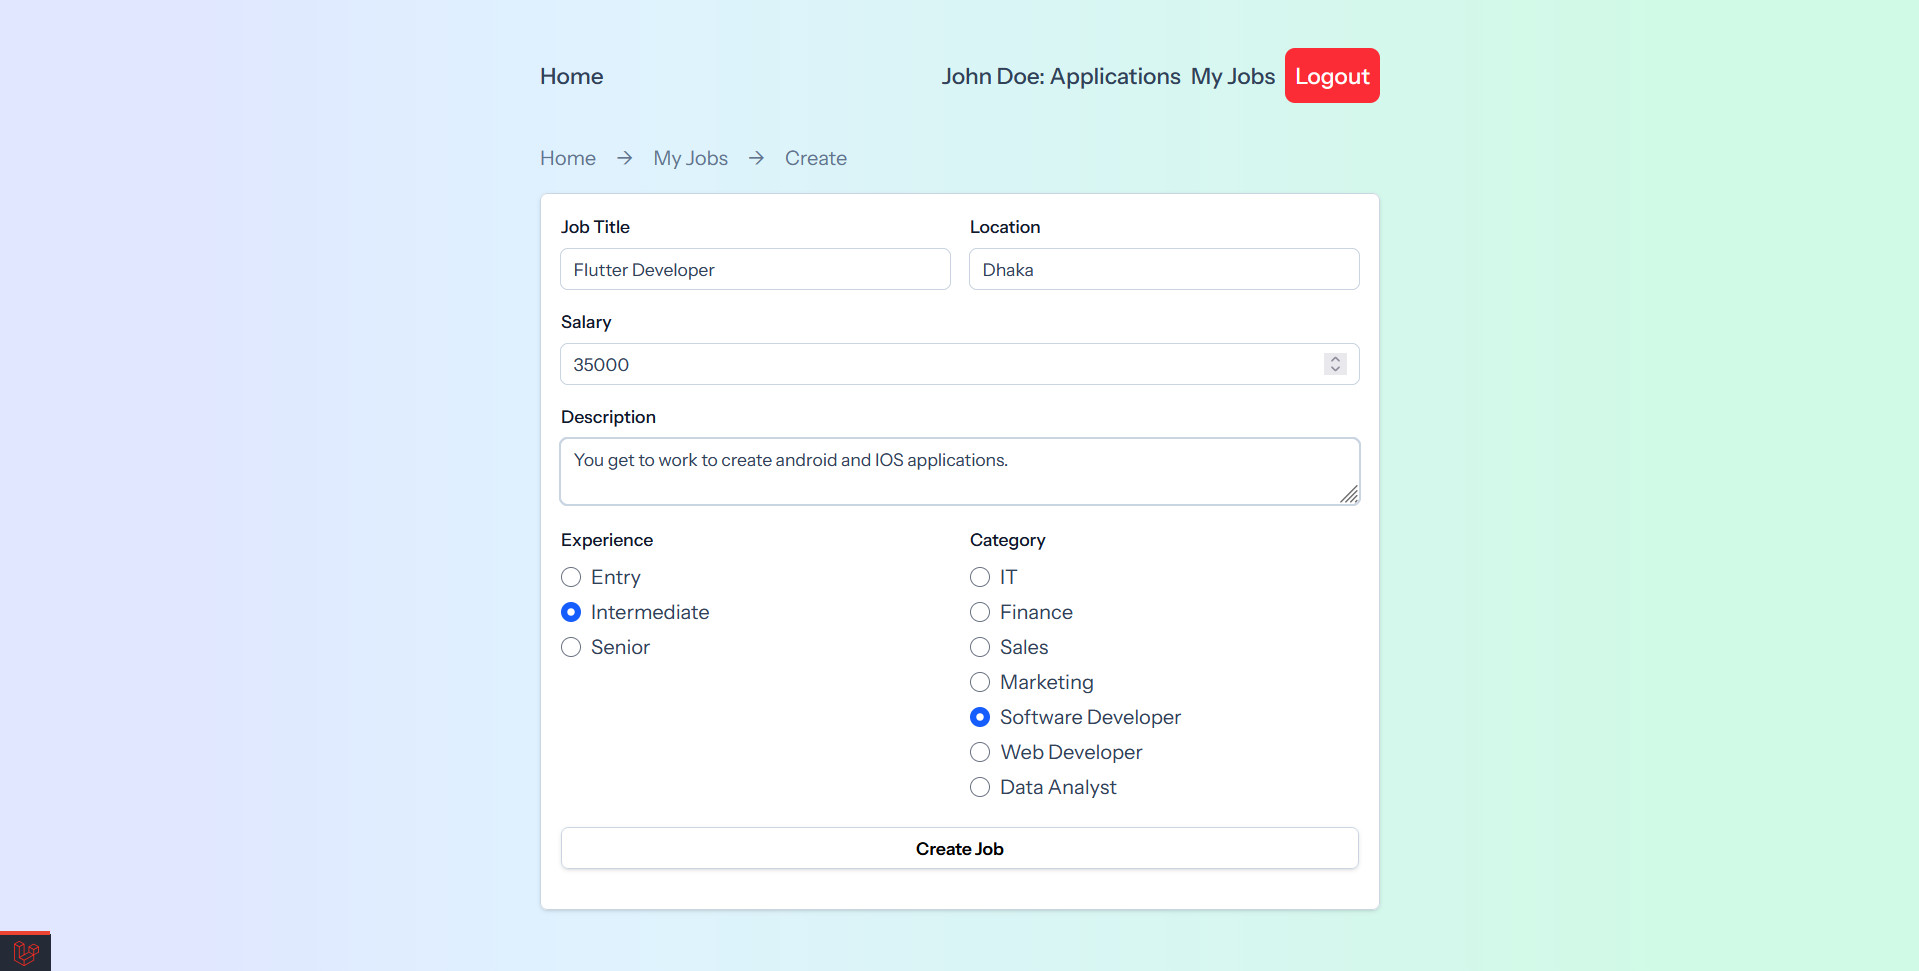 Home John Doe: Applications My Jobs Logout
Home → My Jobs → Create
Job Title Location
Flutter Developer Dhaka
Salary
35000
Description
You get to work to create android and IOS applications.
Experience Category
Entry IT
Intermediate Finance
Senior Sales
Marketing
Software Developer
Web Developer
Data Analyst
Create Job